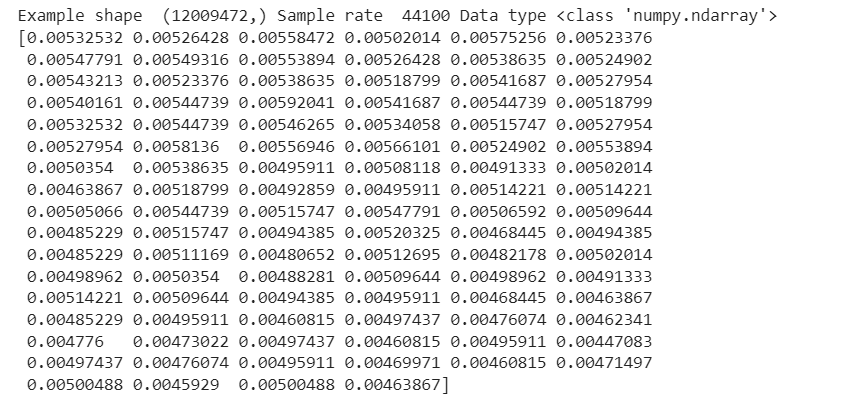 Example shape  (12009472,) Sample rate  44100 Data type <class 'numpy.ndarray'>
[0.00532532 0.00526428 0.00558472 0.00502014 0.00575256 0.00523376
 0.00547791 0.00549316 0.00553894 0.00526428 0.00538635 0.00524902
 0.00543213 0.00523376 0.00538635 0.00518799 0.00541687 0.00527954
 0.00540161 0.00544739 0.00592041 0.00541687 0.00544739 0.00518799
 0.00532532 0.00544739 0.00546265 0.00534058 0.00515747 0.00527954
 0.00527954 0.0058136  0.00556946 0.00566101 0.00524902 0.00553894
 0.0050354  0.00538635 0.00495911 0.00508118 0.00491333 0.00502014
 0.00463867 0.00518799 0.00492859 0.00495911 0.00514221 0.00514221
 0.00505066 0.00544739 0.00515747 0.00547791 0.00506592 0.00509644
 0.00485229 0.00515747 0.00494385 0.00520325 0.00468445 0.00494385
 0.00485229 0.00511169 0.00480652 0.00512695 0.00482178 0.00502014
 0.00498962 0.0050354  0.00488281 0.00509644 0.00498962 0.00491333
 0.00514221 0.00509644 0.00494385 0.00495911 0.00468445 0.00463867
 0.00485229 0.00495911 0.00460815 0.00497437 0.00476074 0.00462341
 0.004776   0.00473022 0.00497437 0.00460815 0.00495911 0.00447083
 0.00497437 0.00476074 0.00495911 0.00469971 0.00460815 0.00471497
 0.00500488 0.0045929  0.00500488 0.00463867]